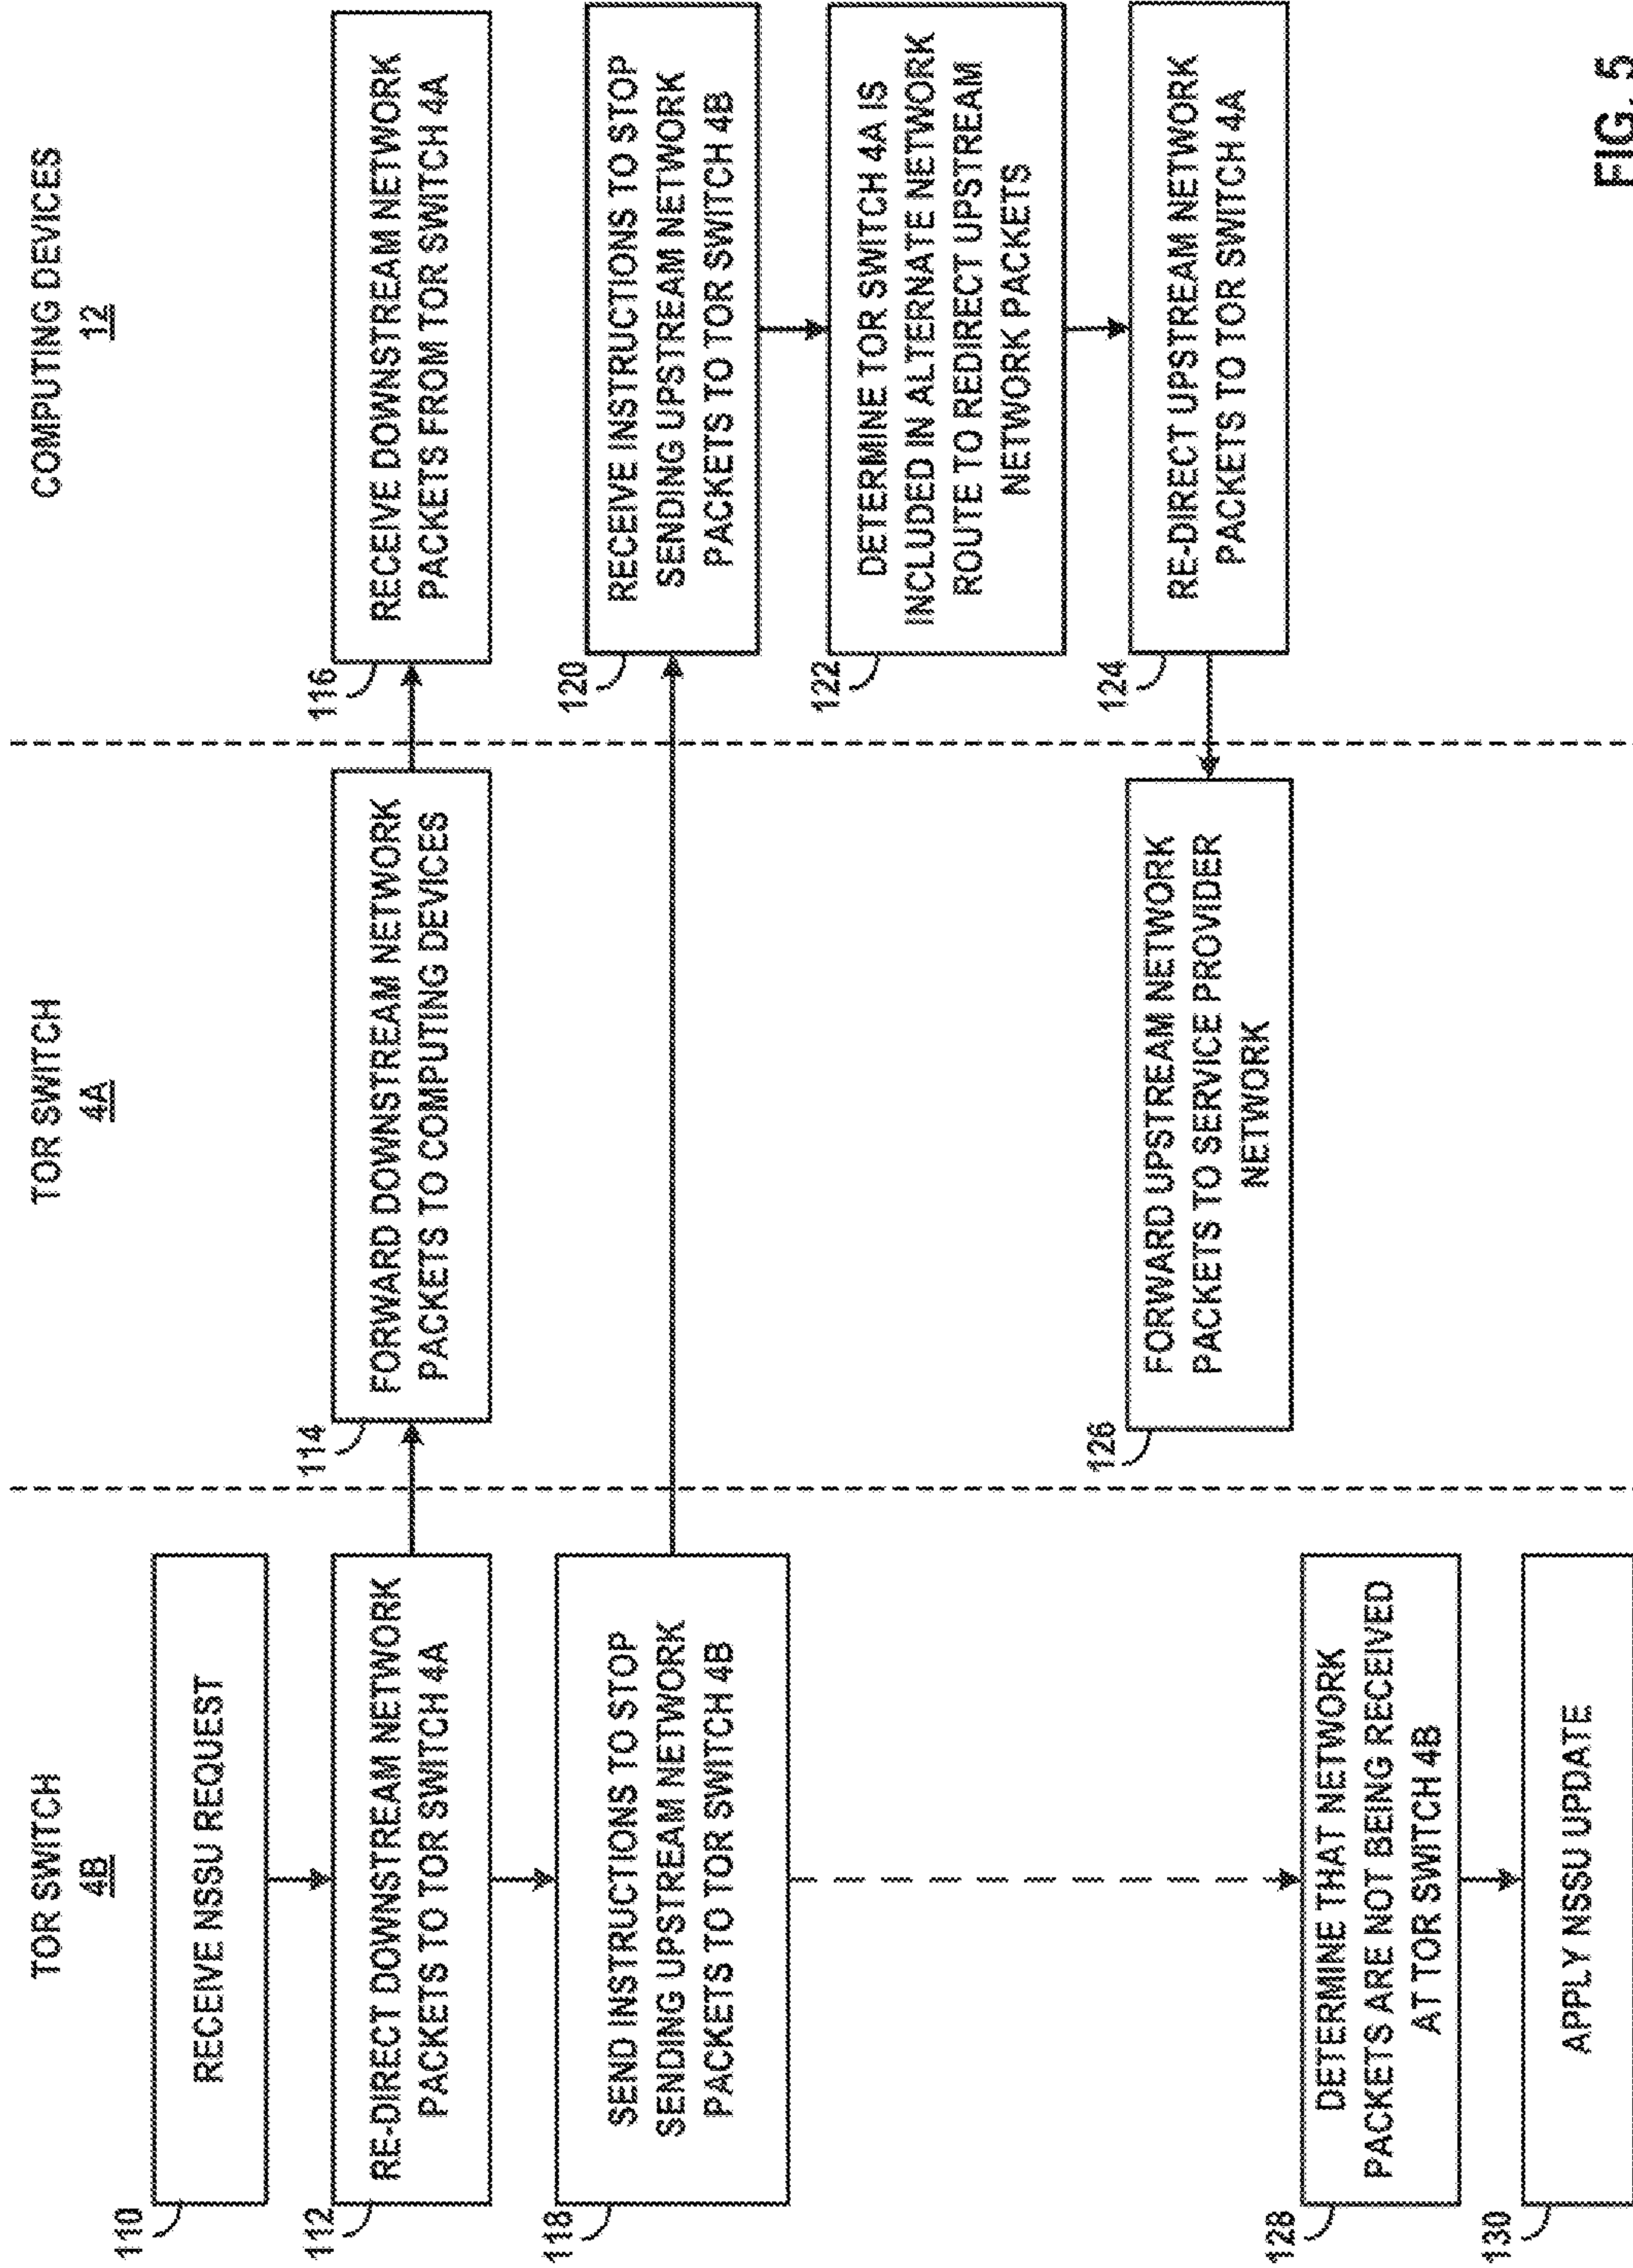 TOR SWITCH
4B
TOR SWITCH
4A
COMPUTING DEVICES
12
110
RECEIVE NSSU REQUEST
112
RE-DIRECT DOWNSTREAM NETWORK
PACKETS TO TOR SWITCH 4A
114
FORWARD DOWNSTREAM NETWORK
PACKETS TO COMPUTING DEVICES
116
RECEIVE DOWNSTREAM NETWORK
PACKETS FROM TOR SWITCH 4A
118
SEND INSTRUCTIONS TO STOP
SENDING UPSTREAM NETWORK
PACKETS TO TOR SWITCH 4B
120
RECEIVE INSTRUCTIONS TO STOP
SENDING UPSTREAM NETWORK
PACKETS TO TOR SWITCH 4B
122
DETERMINE TOR SWITCH 4A IS
INCLUDED IN ALTERNATE NETWORK
ROUTE TO REDIRECT UPSTREAM
NETWORK PACKETS
124
RE-DIRECT UPSTREAM NETWORK
PACKETS TO TOR SWITCH 4A
126
FORWARD UPSTREAM NETWORK
PACKETS TO SERVICE PROVIDER
NETWORK
128
DETERMINE THAT NETWORK
PACKETS ARE NOT BEING RECEIVED
AT TOR SWITCH 4B
130
APPLY NSSU UPDATE
FIG. 5